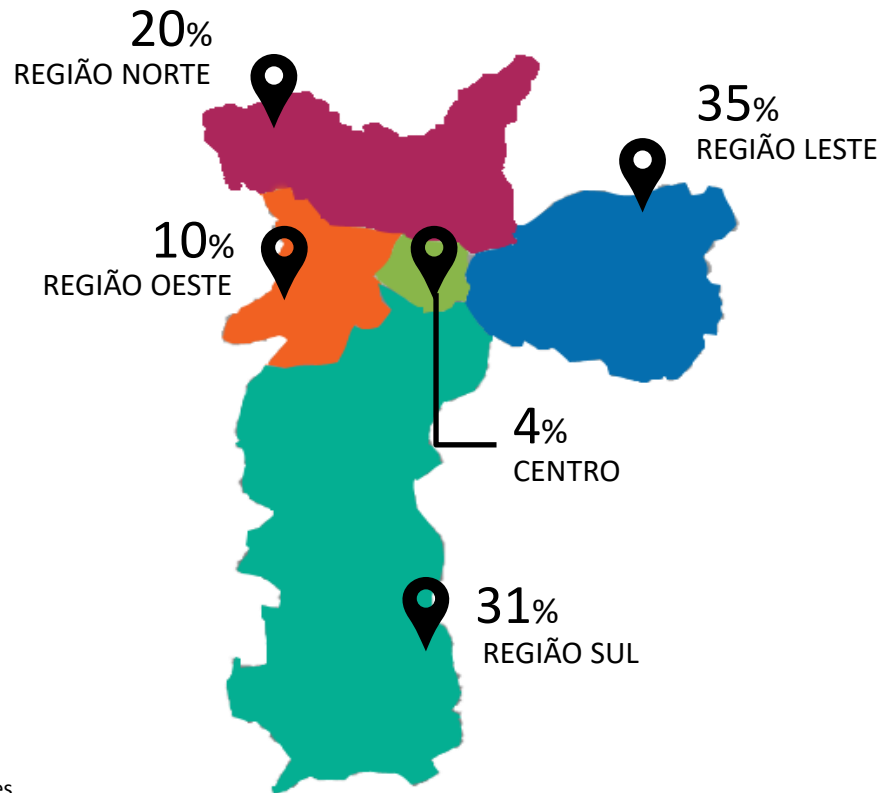 20%
REGIÃO NORTE
35%
REGIÃO LESTE
10%
REGIÃO OESTE
4%
CENTRO
31%
REGIÃO SUL